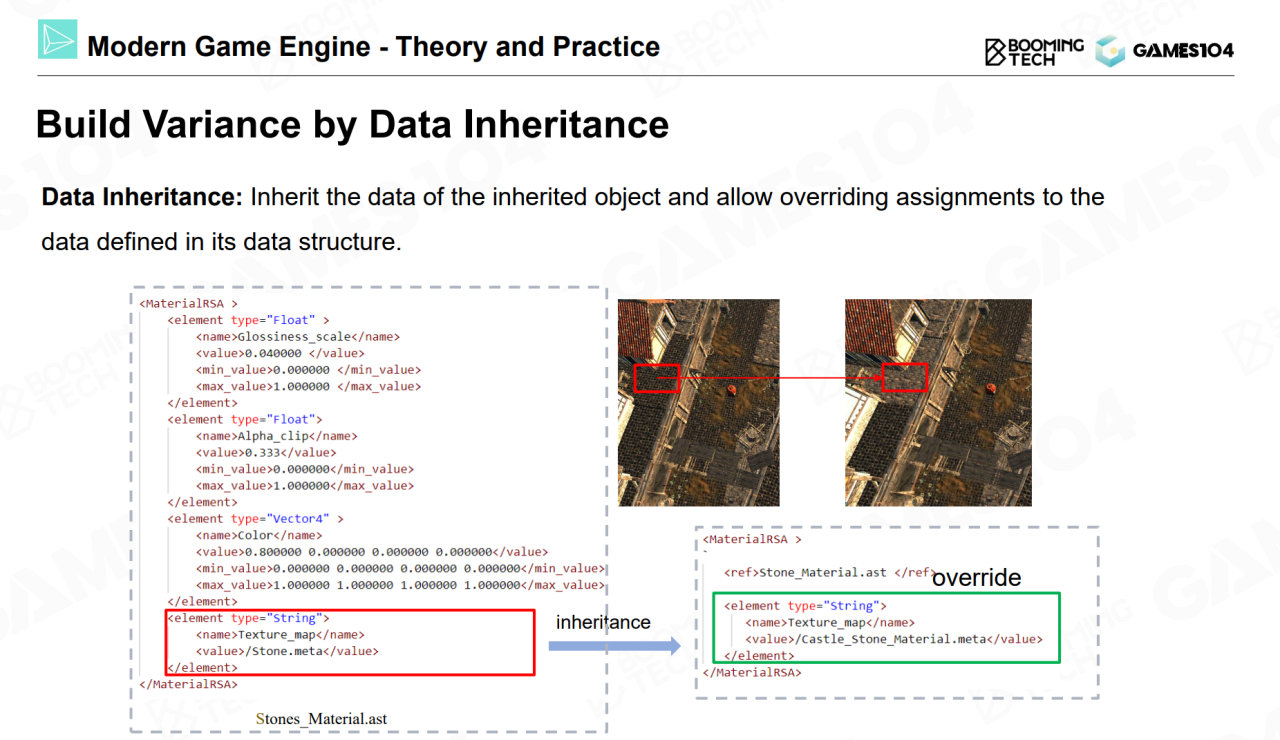 Modern Game Engine - Theory and Practice
BOOMING
TECH
GAMES104
Build Variance by Data Inheritance
Data Inheritance: Inherit the data of the inherited object and allow overriding assignments to the
data defined in its data structure.
<MaterialRSA >
<element type="Float" >
<name>Glossiness_scale</name>
<value>0.040000 </value>
<min_value>0.000000 </min_value>
<max_value>1.000000 </max_value>
</element>
<element type="Float">
<name>Alpha_clip</name>
<value>0.333</value>
<min_value>0.000000</min_value>
<max_value>1.000000</max_value>
</element>
<element type="Vector4" >
<name>Color</name>
<value>0.800000 0.000000 0.000000 0.000000</value>
<min_value>0.000000 0.000000 0.000000 0.000000</min_value>
<max_value>1.000000 1.000000 1.000000 1.000000</max_value>
</element>
<element type="String">
<name>Texture_map</name>
<value>/Stone.meta</value>
</element>
</MaterialRSA>
Stones_Material.ast
inheritance
<MaterialRSA >
<ref>Stone_Material.ast </ref>
override
<element type="String">
<name>Texture_map</name>
<value>/Castle_Stone_Material.meta</value>
</element>
</MaterialRSA>